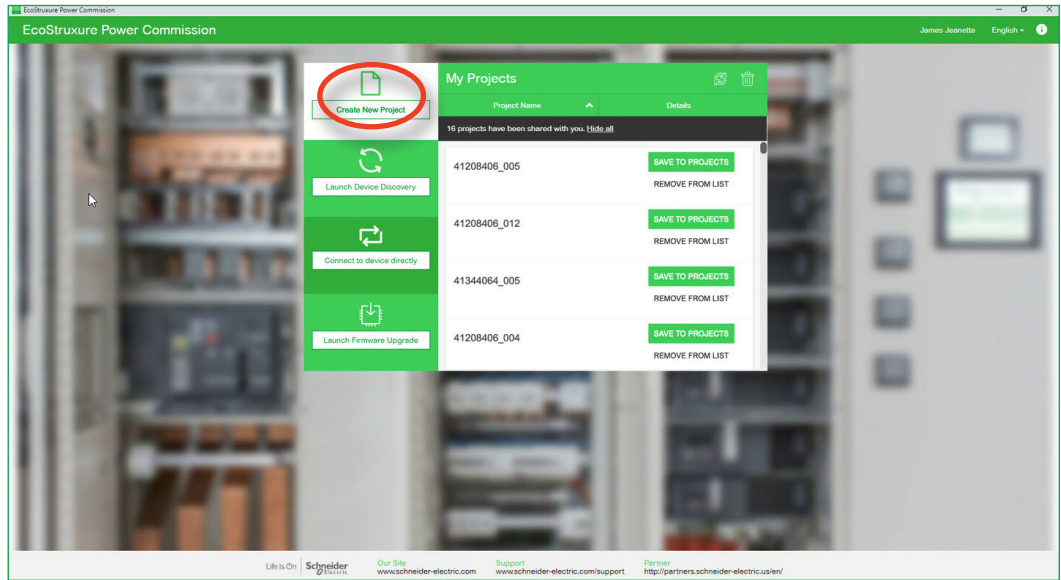 EcoStruxure Power Commission
EcoStruxure Power Commission
James Jeanette English
Create New Project
My Projects
Project Name
Details
16 projects have been shared with you. Hide all
Launch Device Discovery
41208406_005
SAVE TO PROJECTS
REMOVE FROM LIST
Connect to device directly
41208406_012
SAVE TO PROJECTS
REMOVE FROM LIST
41344064_005
SAVE TO PROJECTS
REMOVE FROM LIST
Launch Firmware Upgrade
41208406_004
SAVE TO PROJECTS
REMOVE FROM LIST
Life Is On
Schneider
Electric
Our Site
www.schneider-electric.com
Support
www.schneider-electric.com/support
Partner
http://partners.schneider-electric.us/en/